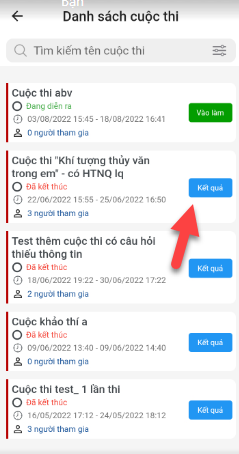 Bạn
Danh sách cuộc thi
Tìm kiếm tên cuộc thi
Cuộc thi abv
Đang diễn ra
03/08/2022 15:45 - 18/08/2022 16:41
0 người tham gia
Vào làm
Cuộc thi "Khí tượng thủy văn
trong em" - có HTNQ lq
Đã kết thúc
22/06/2022 15:55 - 25/06/2022 16:50
3 người tham gia
Kết quả
Test thêm cuộc thi có câu hỏi
thiếu thông tin
Đã kết thúc
18/06/2022 19:22 - 30/06/2022 17:22
2 người tham gia
Kết quả
Cuộc khảo thí a
Đã kết thúc
09/06/2022 13:40 - 09/06/2022 14:40
0 người tham gia
Kết quả
Cuộc thi test_ 1 lần thi
Đã kết thúc
16/05/2022 17:12 - 24/05/2022 18:12
3 người tham gia
Kết quả